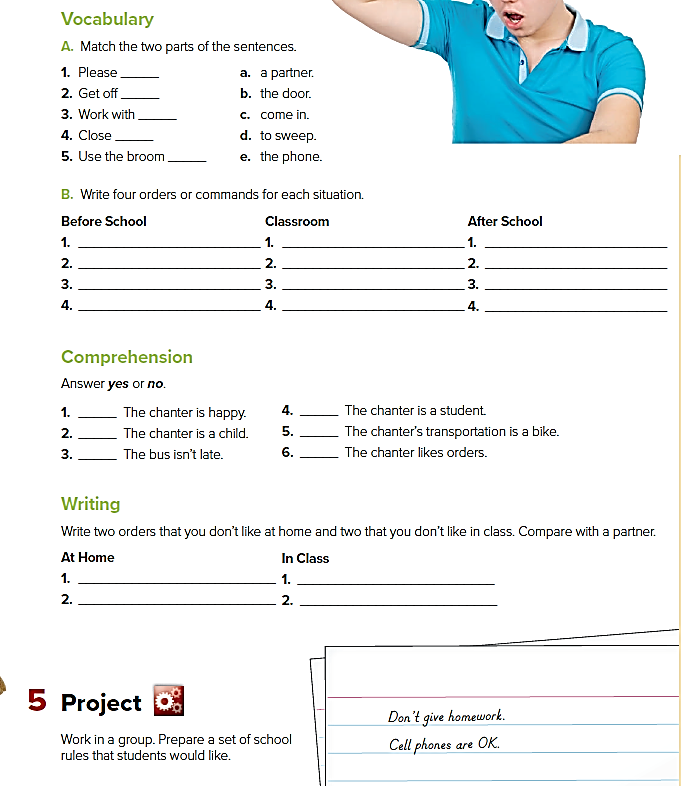 Vocabulary
A. Match the two parts of the sentences.
1. Please ______ a. a partner.
2. Get off ______ b. the door.
3. Work with ______ c. come in.
4. Close ______ d. to sweep.
5. Use the broom ______ e. the phone.
B. Write four orders or commands for each situation.
Before School Classroom After School
1. ______ 1. ______ 1. ______
2. ______ 2. ______ 2. ______
3. ______ 3. ______ 3. ______
4. ______ 4. ______ 4. ______
Comprehension
Answer yes or no.
1. ______ The chanter is happy. 4. ______ The chanter is a student.
2. ______ The chanter is a child. 5. ______ The chanter's transportation is a bike.
3. ______ The bus isn't late. 6. ______ The chanter likes orders.
Writing
Write two orders that you don't like at home and two that you don't like in class. Compare with a partner.
At Home In Class
1. ______ 1. ______
2. ______ 2. ______
5 Project
Work in a group. Prepare a set of school
rules that students would like.
Don't give homework.
Cell phones are OK.